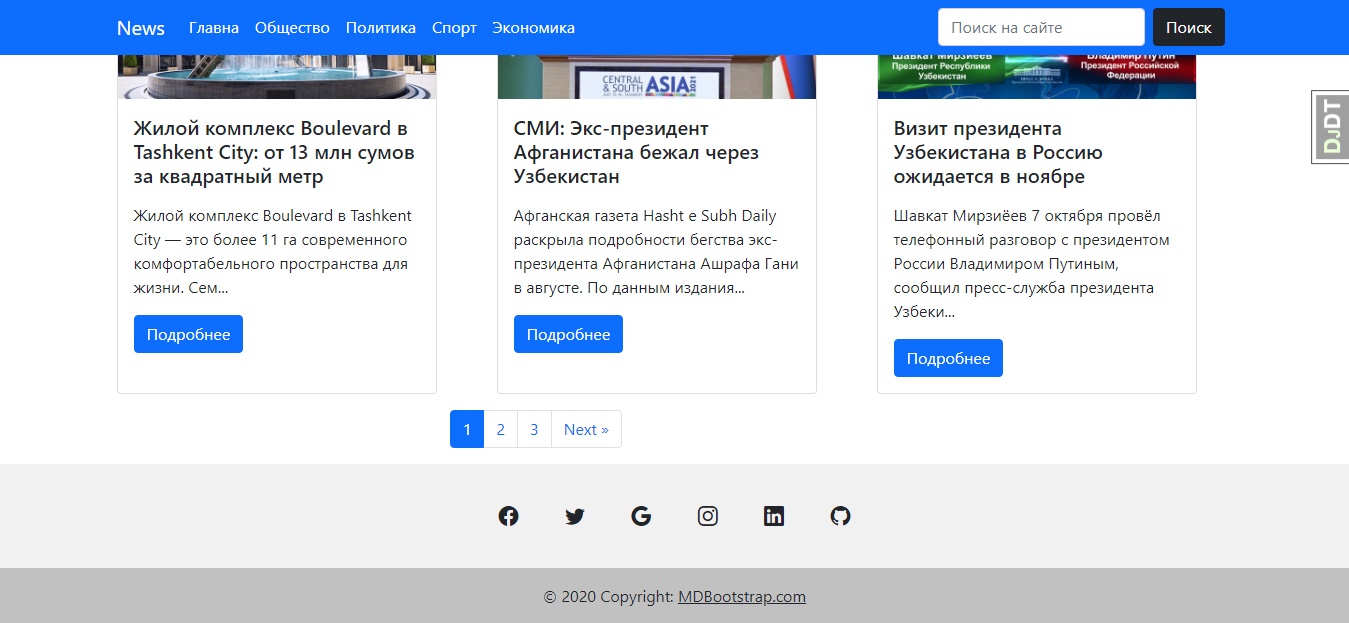 News Главна Общество Политика Спорт Экономика Поиск на сайте Поиск
CENTRAL
& SOUTH ASIA 2021
Шавкат Мирзиёев
Президент Республики
Узбекистан
Владимир Путин
Президент Российской
Федерации
DJDT
Жилой комплекс Boulevard в
Tashkent City: от 13 млн сумов
за квадратный метр
Жилой комплекс Boulevard в Tashkent
City — это более 11 га современного
комфортабельного пространства для
жизни. Сем...
Подробнее
СМИ: Экс-президент
Афганистана бежал через
Узбекистан
Афганская газета Hasht e Subh Daily
раскрыла подробности бегства экс-
президента Афганистана Ашрафа Гани
в августе. По данным издания...
Подробнее
Визит президента
Узбекистана в Россию
ожидается в ноябре
Шавкат Мирзиёев 7 октября провёл
телефонный разговор с президентом
России Владимиром Путиным,
сообщил пресс-служба президента
Узбеки...
Подробнее
1 2 3 Next »
© 2020 Copyright: MDBootstrap.com